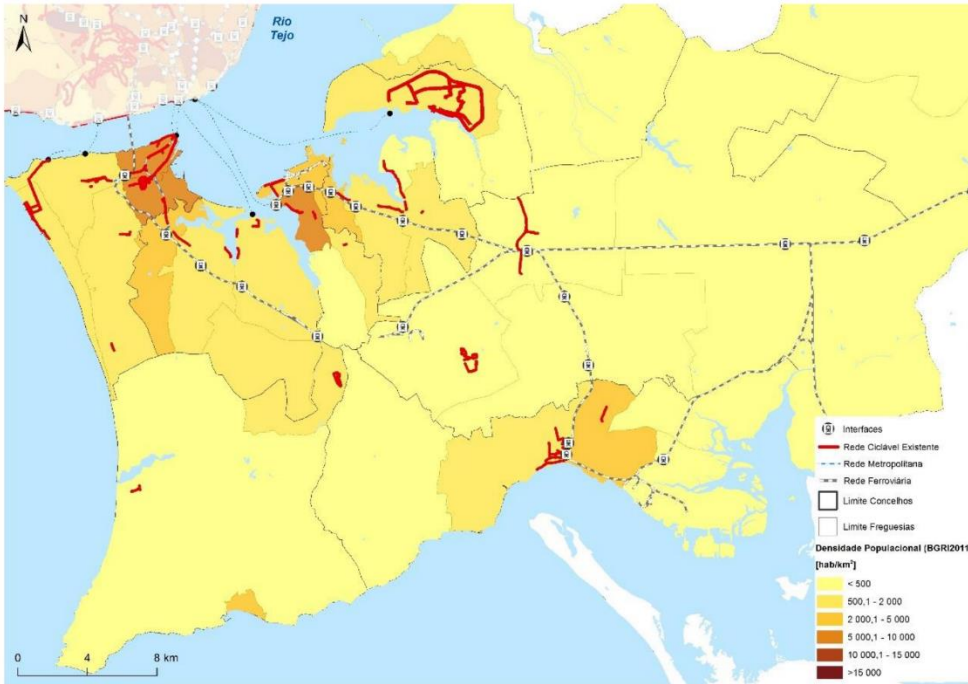 N
Rio
Tejo
Interfaces
Rede Ciclável Existente
Rede Metropolitana
Rede Ferroviária
Limite Concelhos
Limite Freguesias
Densidade Populacional (BGRI2011
[hab/km²]
< 500
500,1 - 2 000
2 000,1 - 5 000
5 000,1 - 10 000
10 000,1 - 15 000
>15 000
0 4 8 km